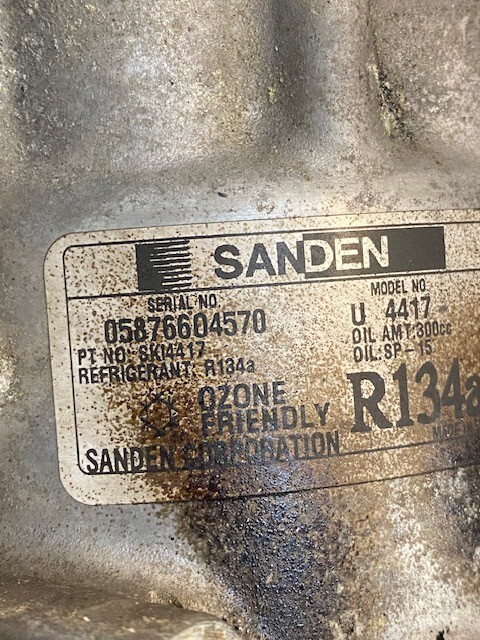 SANDEN
SERIAL NO. MODEL NO.
05876604570 U 4417
PT NO: SKI4417 OIL AMT:300cc
REFRIGERANT: R134a OIL:SP-15
OZONE
FRIENDLY R134a
SANDEN CORPORATION